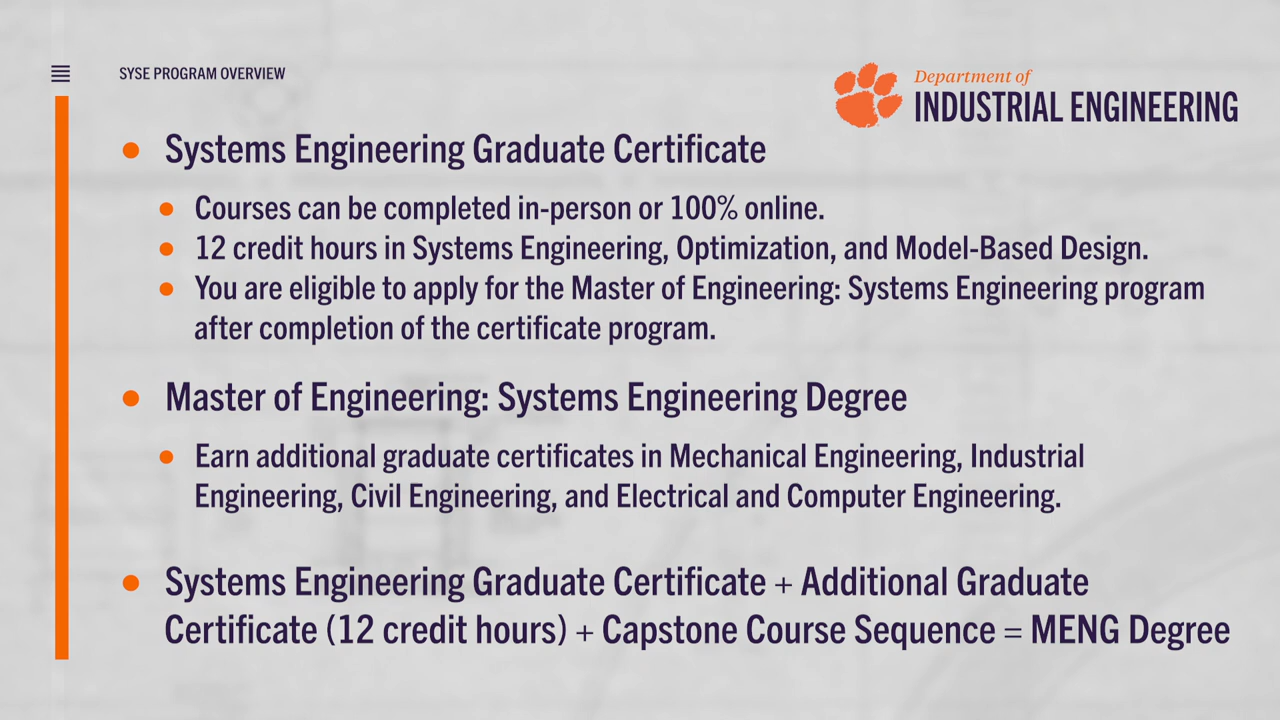 SYSE PROGRAM OVERVIEW
Department of
INDUSTRIAL ENGINEERING
Systems Engineering Graduate Certificate
Courses can be completed in-person or 100% online.
12 credit hours in Systems Engineering, Optimization, and Model-Based Design.
You are eligible to apply for the Master of Engineering: Systems Engineering program
after completion of the certificate program.
Master of Engineering: Systems Engineering Degree
Earn additional graduate certificates in Mechanical Engineering, Industrial
Engineering, Civil Engineering, and Electrical and Computer Engineering.
Systems Engineering Graduate Certificate + Additional Graduate
Certificate (12 credit hours) + Capstone Course Sequence = MENG Degree